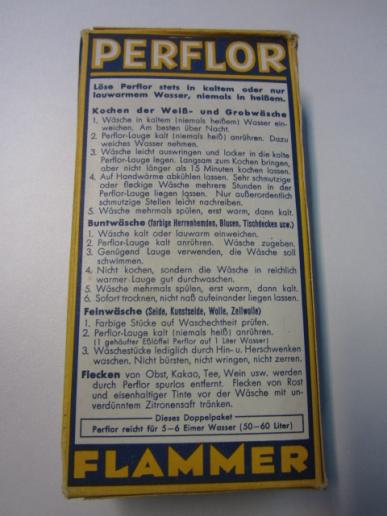 PERFLOR
Löse Perflor stets in kaltem oder nur
lauwarmem Wasser, niemals in heißem.
Kochen der Weiß- und Grobwäsche
1. Wäsche in kaltem (niemals heißem) Wasser ein-
weichen. Am besten über Nacht.
2. Perflor-Lauge kalt (niemals heiß) anrühren. Dazu
weiches Wasser nehmen.
3. Wäsche leicht auswringen und locker in die kalte
Perflor-Lauge legen. Langsam zum Kochen bringen,
aber nicht länger als 15 Minuten kochen lassen.
4. Auf Handwärme abkühlen lassen. Sehr schmutzige
oder fleckige Wäsche mehrere Stunden in der
Perflor-Lauge liegen lassen. Nur außerordentlich
schmutzige Stellen leicht nachreiben.
5. Wäsche mehrmals spülen, erst warm, dann kalt.
Buntwäsche (farbige Herrenhemden, Blusen, Tischdecken usw.)
1. Wäsche kalt oder lauwarm einweichen.
2. Perflor-Lauge kalt anrühren. Wäsche zugeben.
3. Genügend Lauge verwenden, die Wäsche soll
schwimmen.
4. Nicht kochen, sondern die Wäsche in reichlich
warmer Lauge gut durchwaschen.
5. Wäsche mehrmals spülen, erst warm, dann kalt.
6. Sofort trocknen, nicht naß aufeinander liegen lassen.
Feinwäsche (Seide, Kunstseide, Wolle, Zellwolle)
1. Farbige Stücke auf Waschechtheit prüfen.
2. Perflor-Lauge kalt (niemals heiß) anrühren.
(1 gehäufter Eßlöffel Perflor auf 1 Liter Wasser)
3. Wäschestücke lediglich durch Hin- u. Herschwenken
waschen. Nicht bürsten, nicht wringen, nicht zerren.
Flecken von Obst, Kakao, Tee, Wein usw. werden
durch Perflor spurlos entfernt. Flecken von Rost
und eisenhaltiger Tinte vor der Wäsche mit un-
verdünntem Zitronensaft tränken.
Dieses Doppelpaket
Perflor reicht für 5–6 Eimer Wasser (50–60 Liter)
FLAMMER